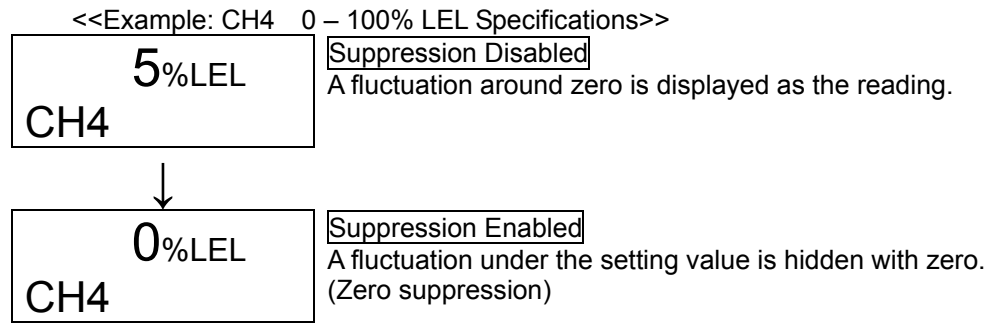 <<Example: CH4 0 – 100% LEL Specifications>>
5%LEL
CH4
Suppression Disabled
A fluctuation around zero is displayed as the reading.
↓
0%LEL
CH4
Suppression Enabled
A fluctuation under the setting value is hidden with zero.
(Zero suppression)